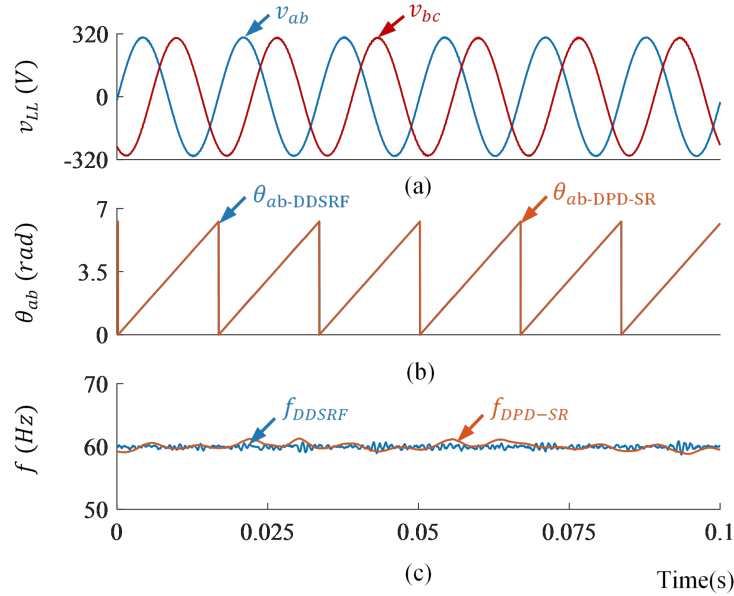 v_ab v_bc
320
v_LL (V)
0
-320
(a)
7
θ_ab-DDSRF θ_ab-DPD-SR
θ_ab (rad)
3.5
0
(b)
70
f_DDSRF f_DPD−SR
f (Hz)
60
50
0 0.025 0.05 0.075 0.1
(c) Time(s)